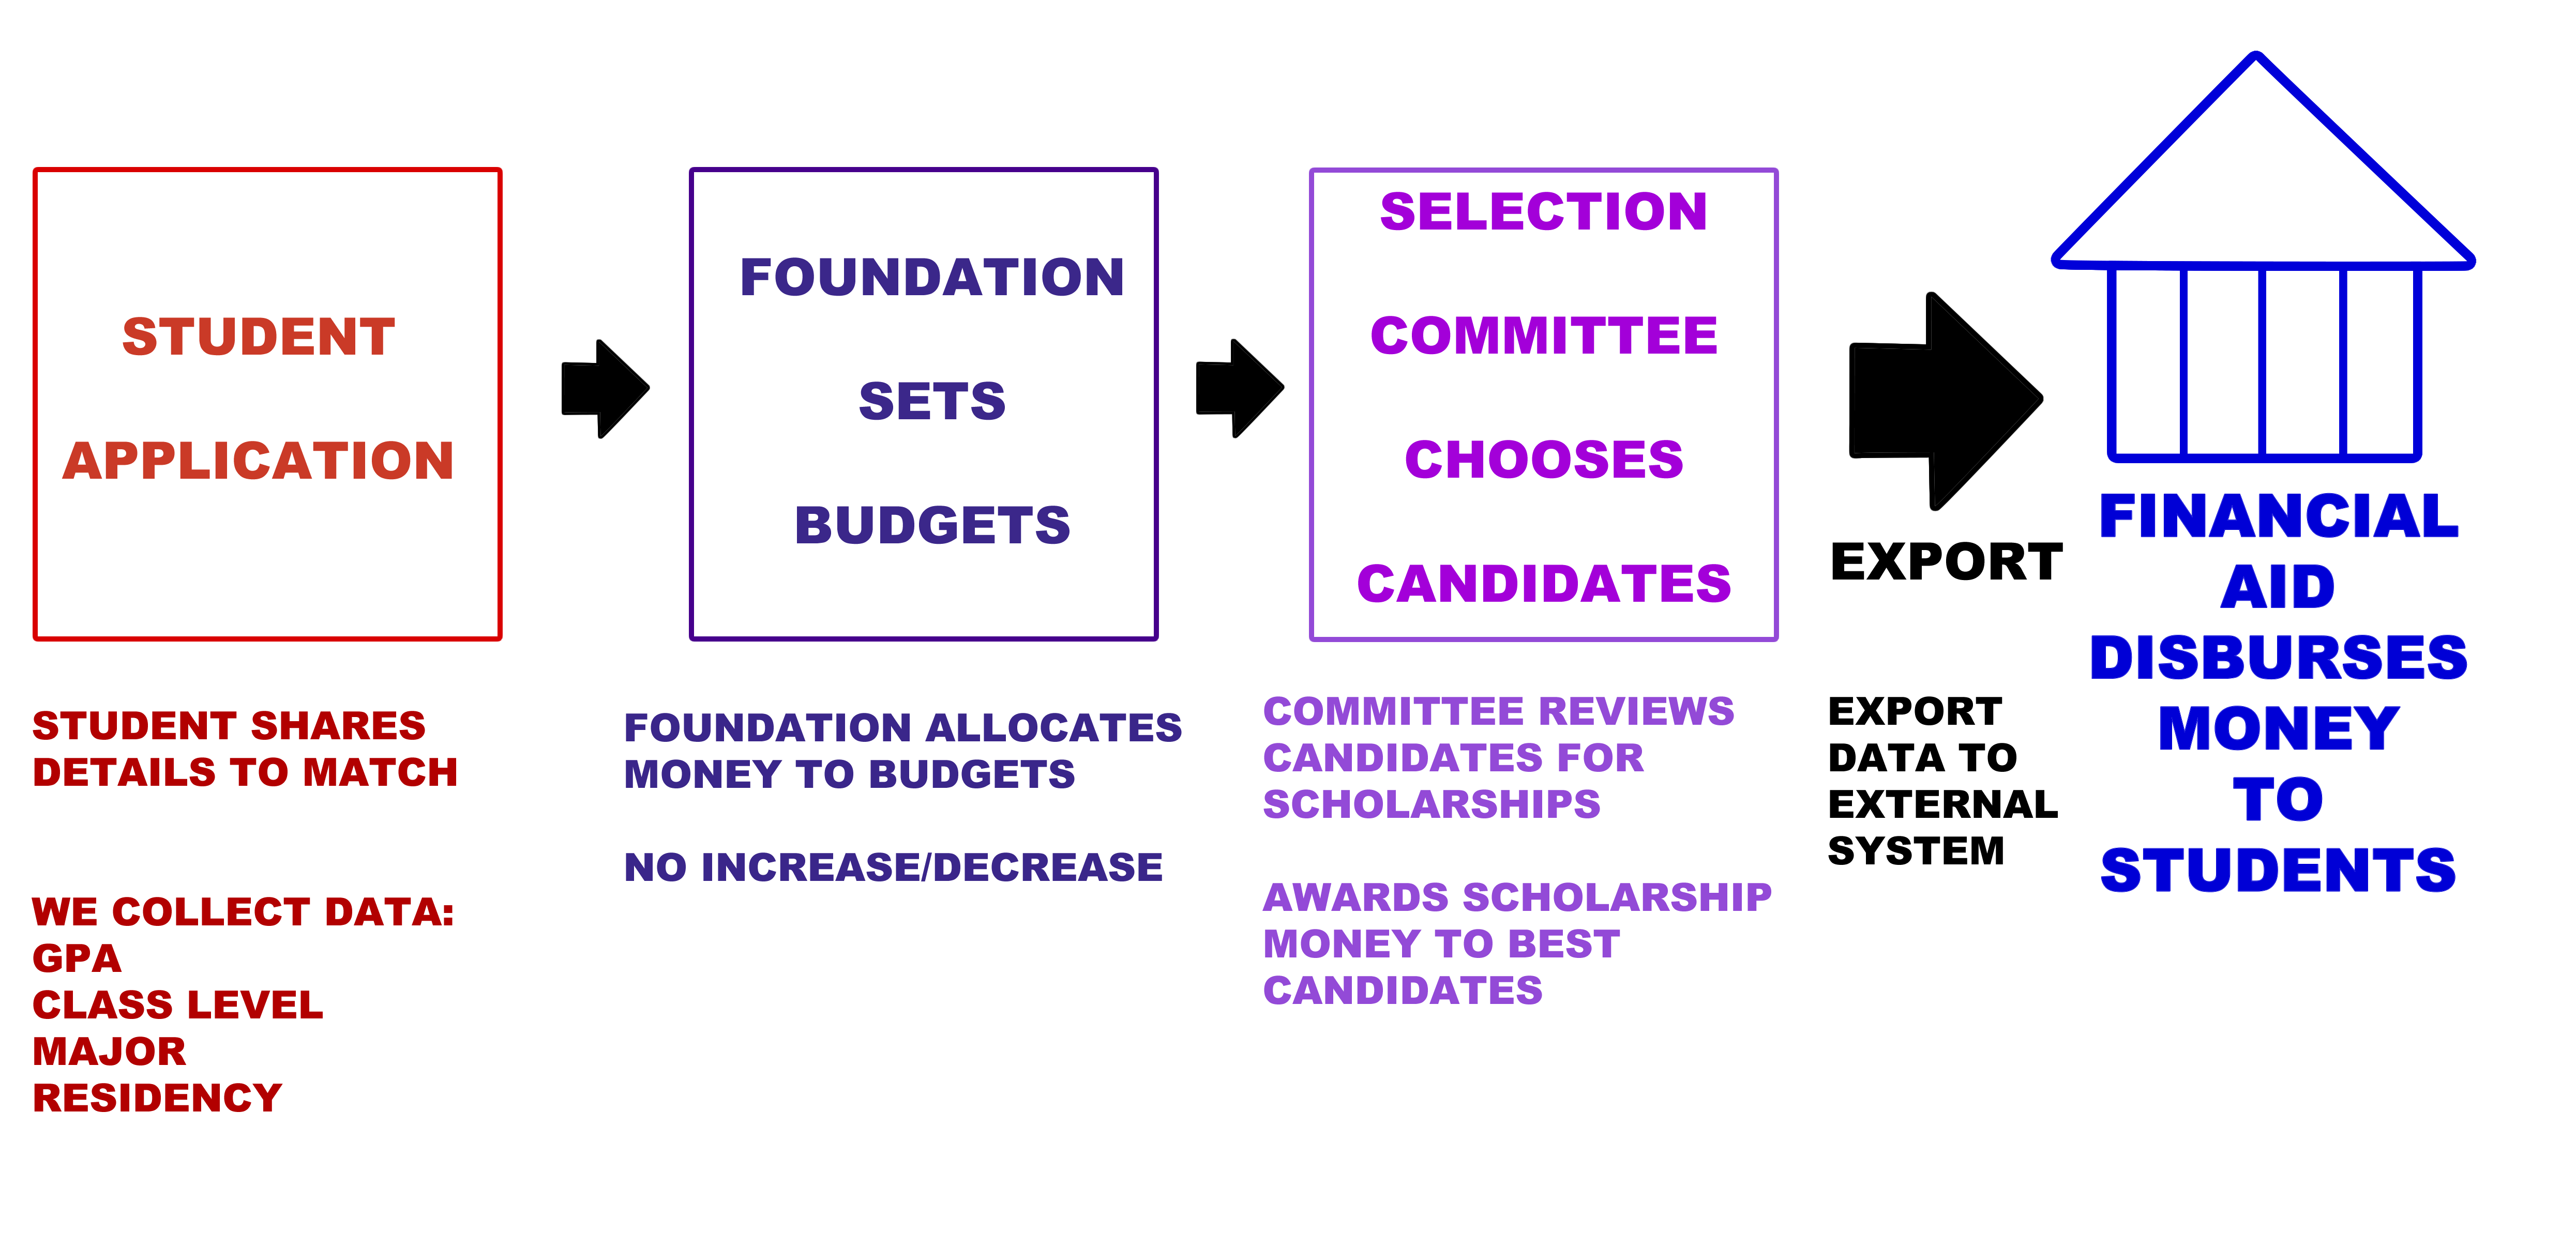 STUDENT
APPLICATION
STUDENT SHARES
DETAILS TO MATCH
WE COLLECT DATA:
GPA
CLASS LEVEL
MAJOR
RESIDENCY
FOUNDATION
SETS
BUDGETS
FOUNDATION ALLOCATES
MONEY TO BUDGETS
NO INCREASE/DECREASE
SELECTION
COMMITTEE
CHOOSES
CANDIDATES
COMMITTEE REVIEWS
CANDIDATES FOR
SCHOLARSHIPS
AWARDS SCHOLARSHIP
MONEY TO BEST
CANDIDATES
EXPORT
EXPORT
DATA TO
EXTERNAL
SYSTEM
FINANCIAL
AID
DISBURSES
MONEY
TO
STUDENTS